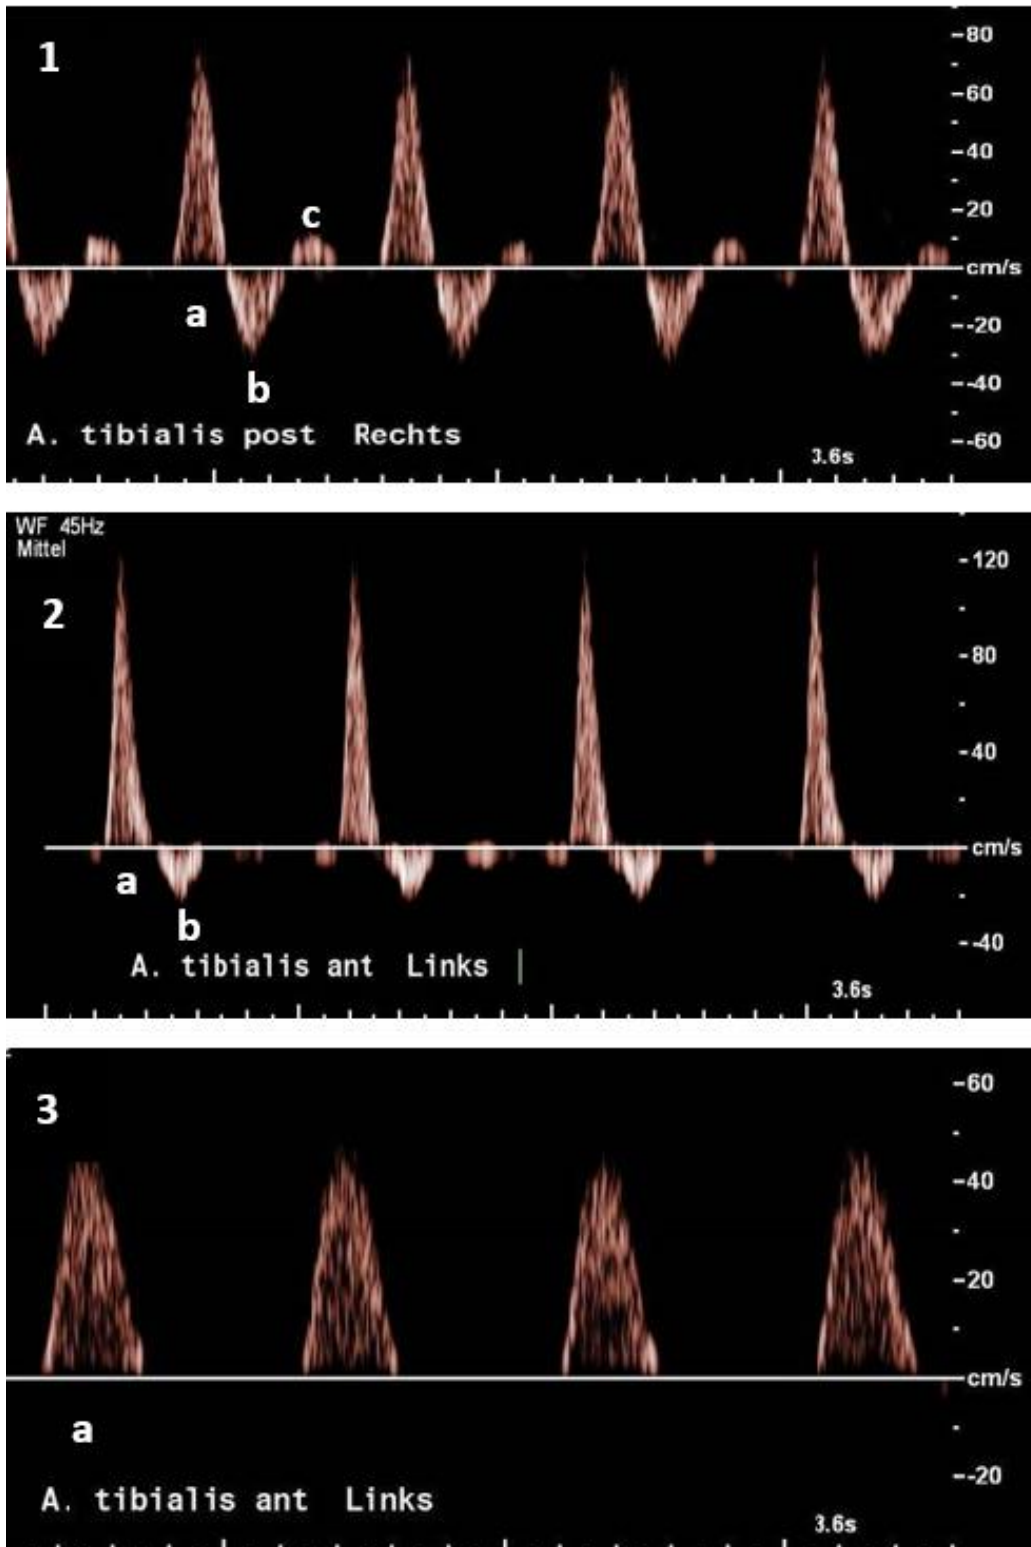 1
80
60
40
20
cm/s
-20
-40
-60
a
b
c
A. tibialis post Rechts
3.6s
WF 45Hz
Mittel
2
120
80
40
cm/s
-40
a
b
A. tibialis ant Links
3.6s
3
60
40
20
cm/s
-20
a
A. tibialis ant Links
3.6s